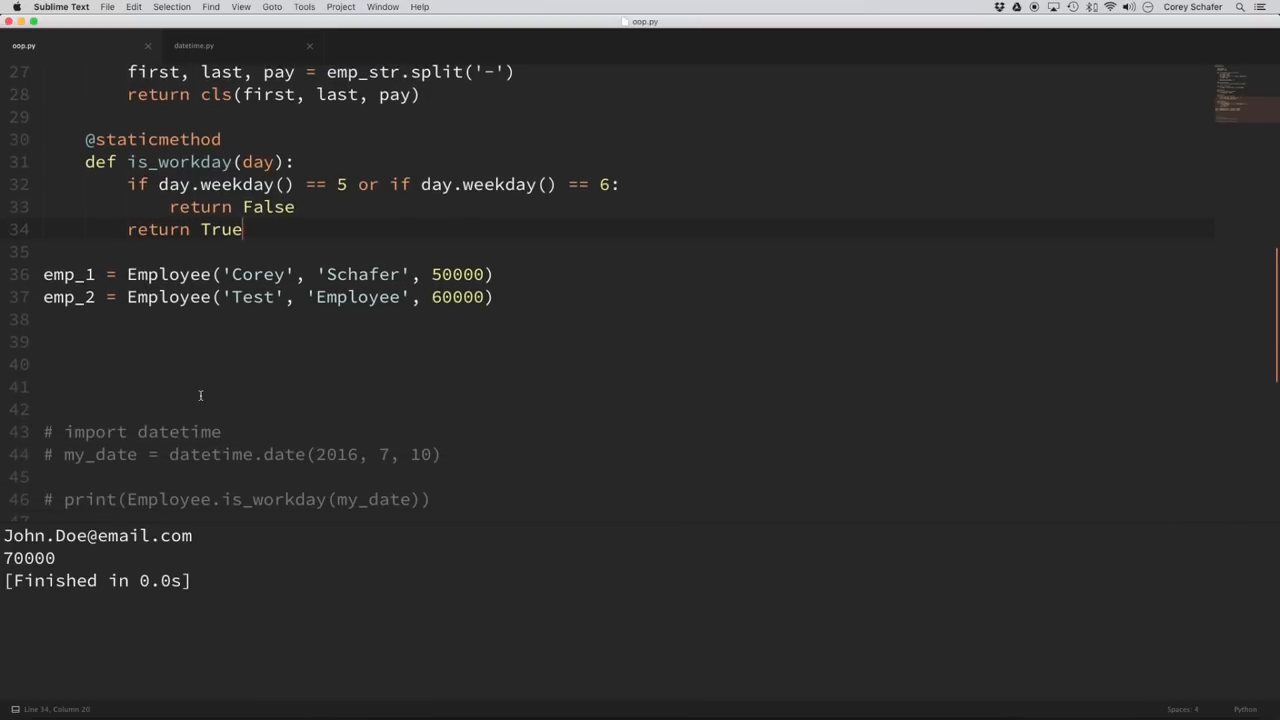 Sublime Text File Edit Selection Find View Goto Tools Project Window Help Corey Schafer
oop.py
oop.py datetime.py
27 first, last, pay = emp_str.split('-')
28 return cls(first, last, pay)
29
30 @staticmethod
31 def is_workday(day):
32 if day.weekday() == 5 or if day.weekday() == 6:
33 return False
34 return True
35
36 emp_1 = Employee('Corey', 'Schafer', 50000)
37 emp_2 = Employee('Test', 'Employee', 60000)
38
39
40
41
42
43 # import datetime
44 # my_date = datetime.date(2016, 7, 10)
45
46 # print(Employee.is_workday(my_date))
47
John.Doe@email.com
70000
[Finished in 0.0s]
Line 34, Column 20 Spaces: 4 Python